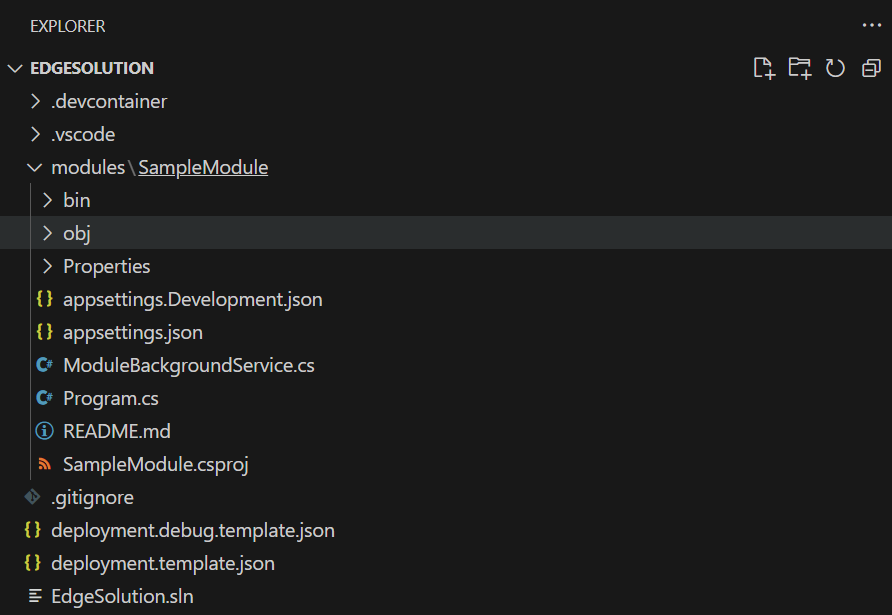 EXPLORER
EDGESOLUTION
.devcontainer
.vscode
modules\SampleModule
bin
obj
Properties
appsettings.Development.json
appsettings.json
ModuleBackgroundService.cs
Program.cs
README.md
SampleModule.csproj
.gitignore
deployment.debug.template.json
deployment.template.json
EdgeSolution.sln